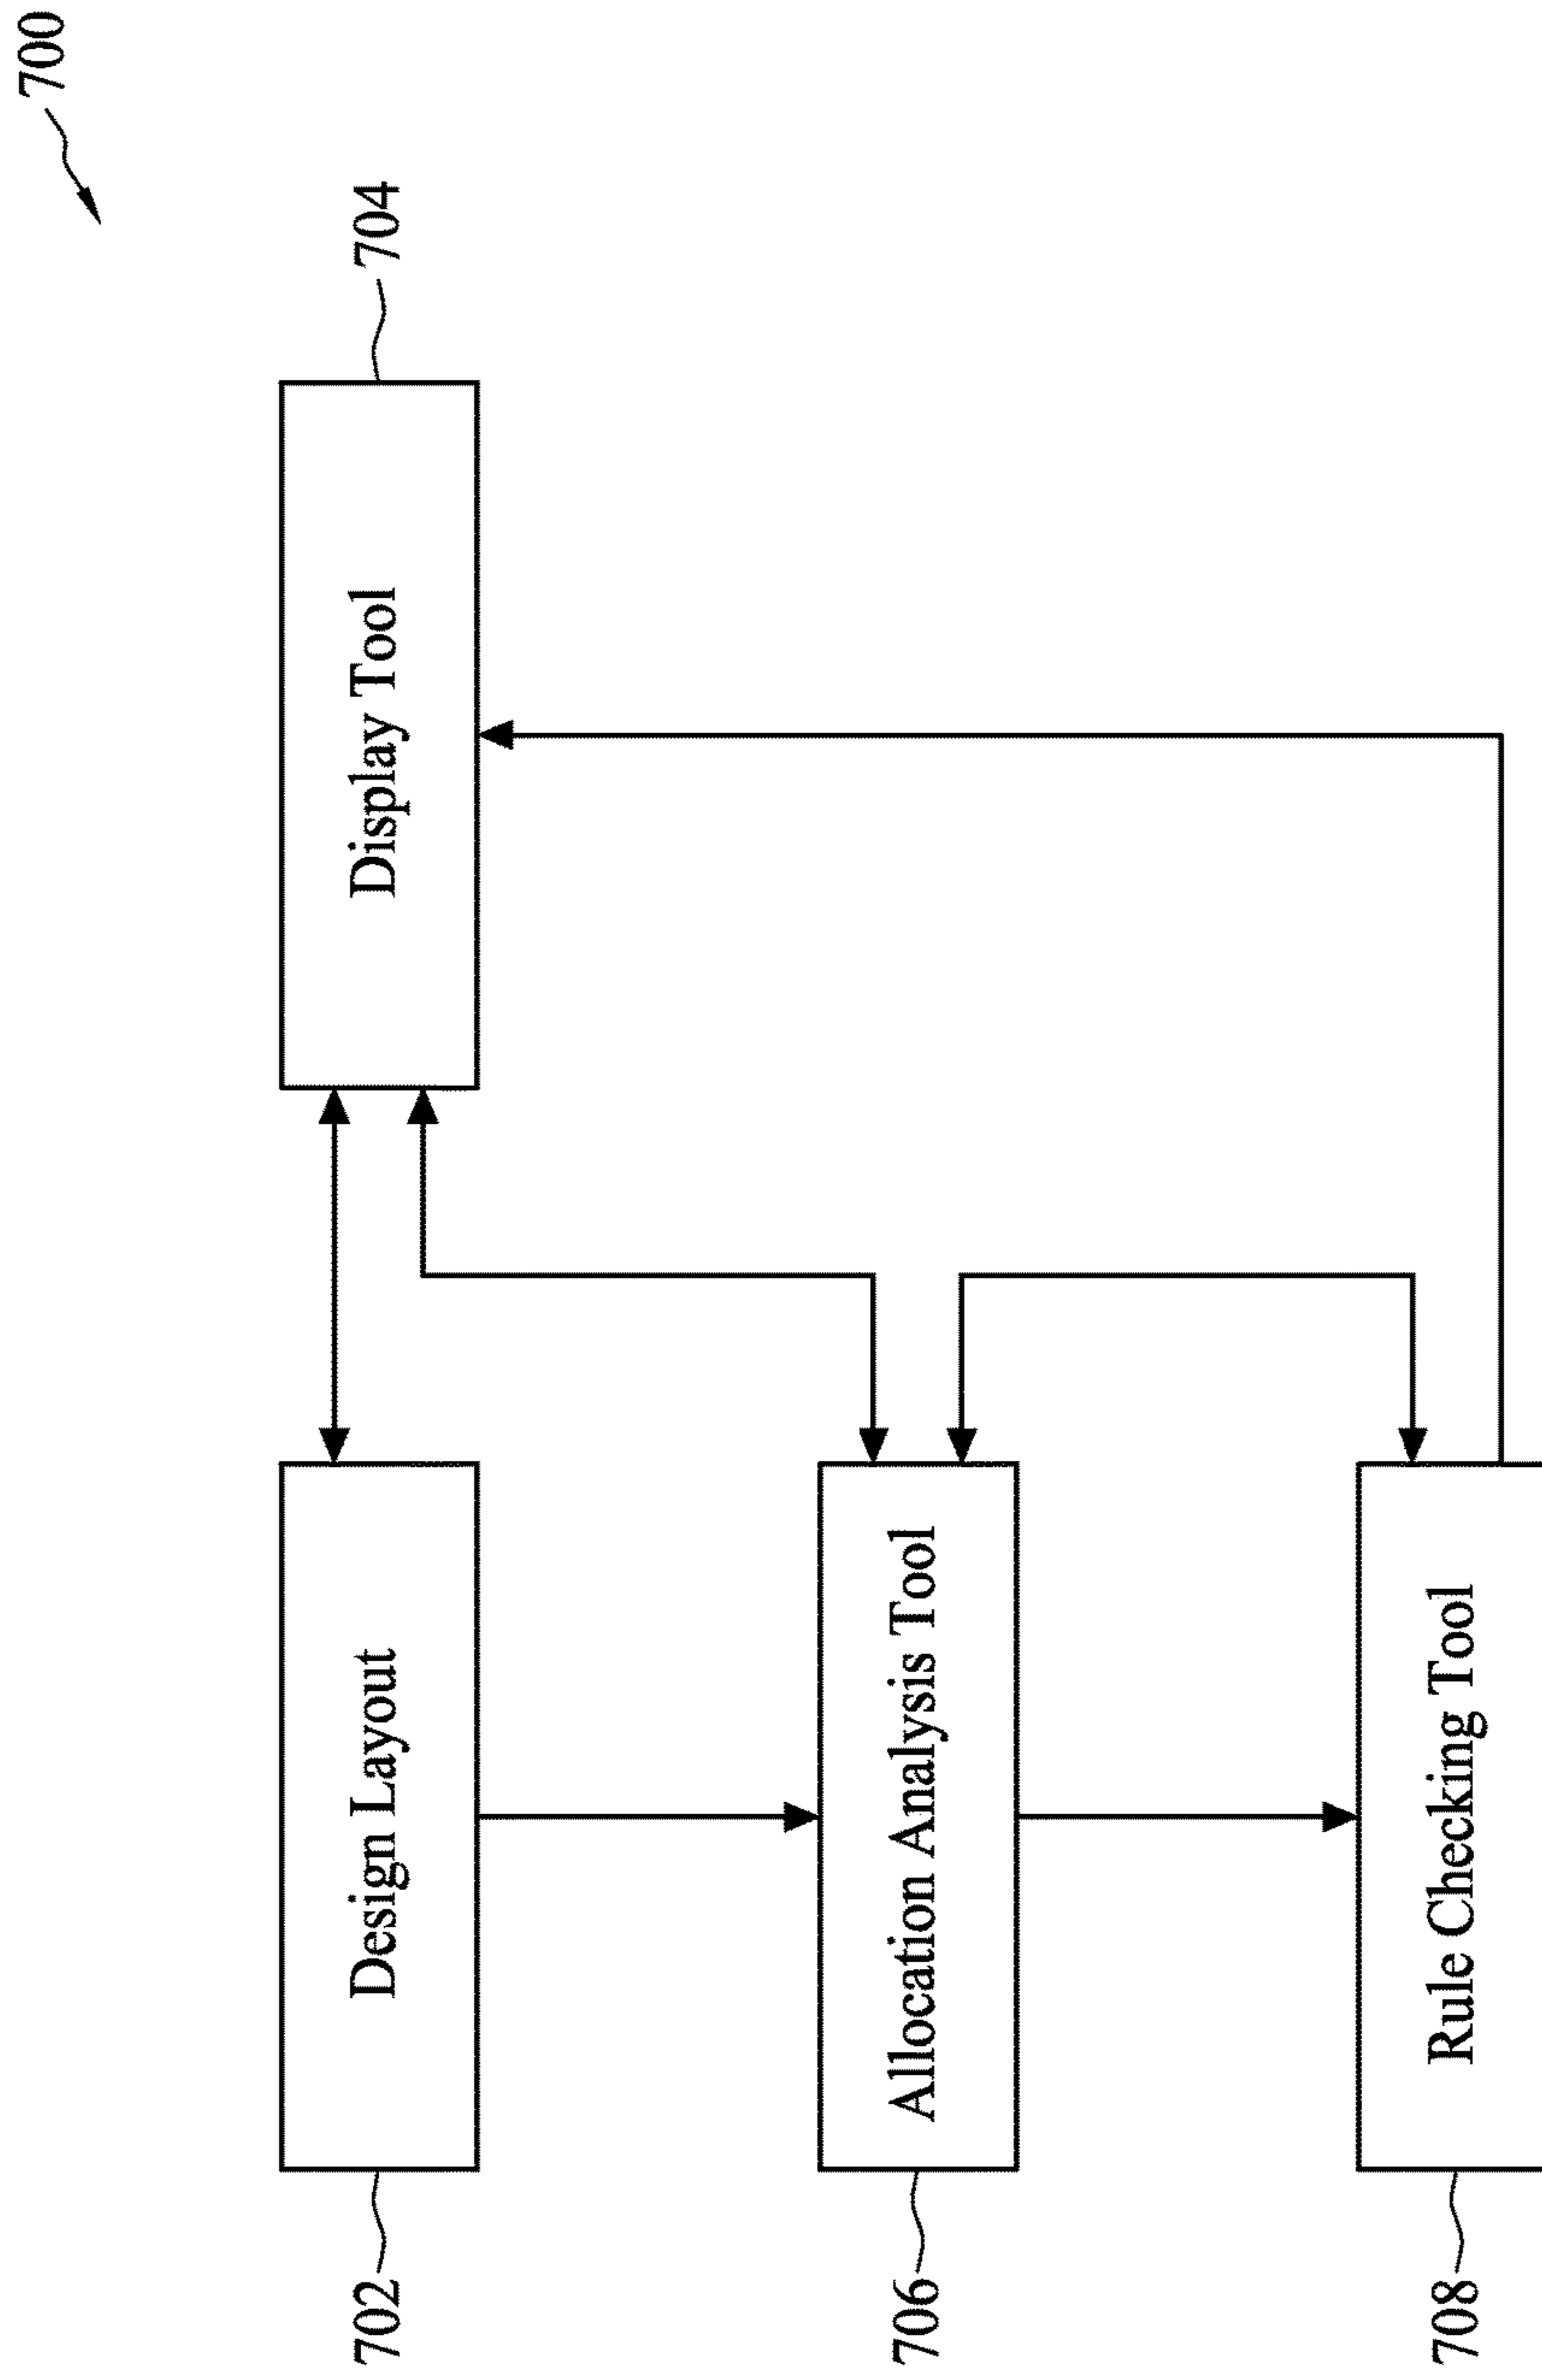 700
702
Design Layout
Display Tool
704
706
Allocation Analysis Tool
708
Rule Checking Tool